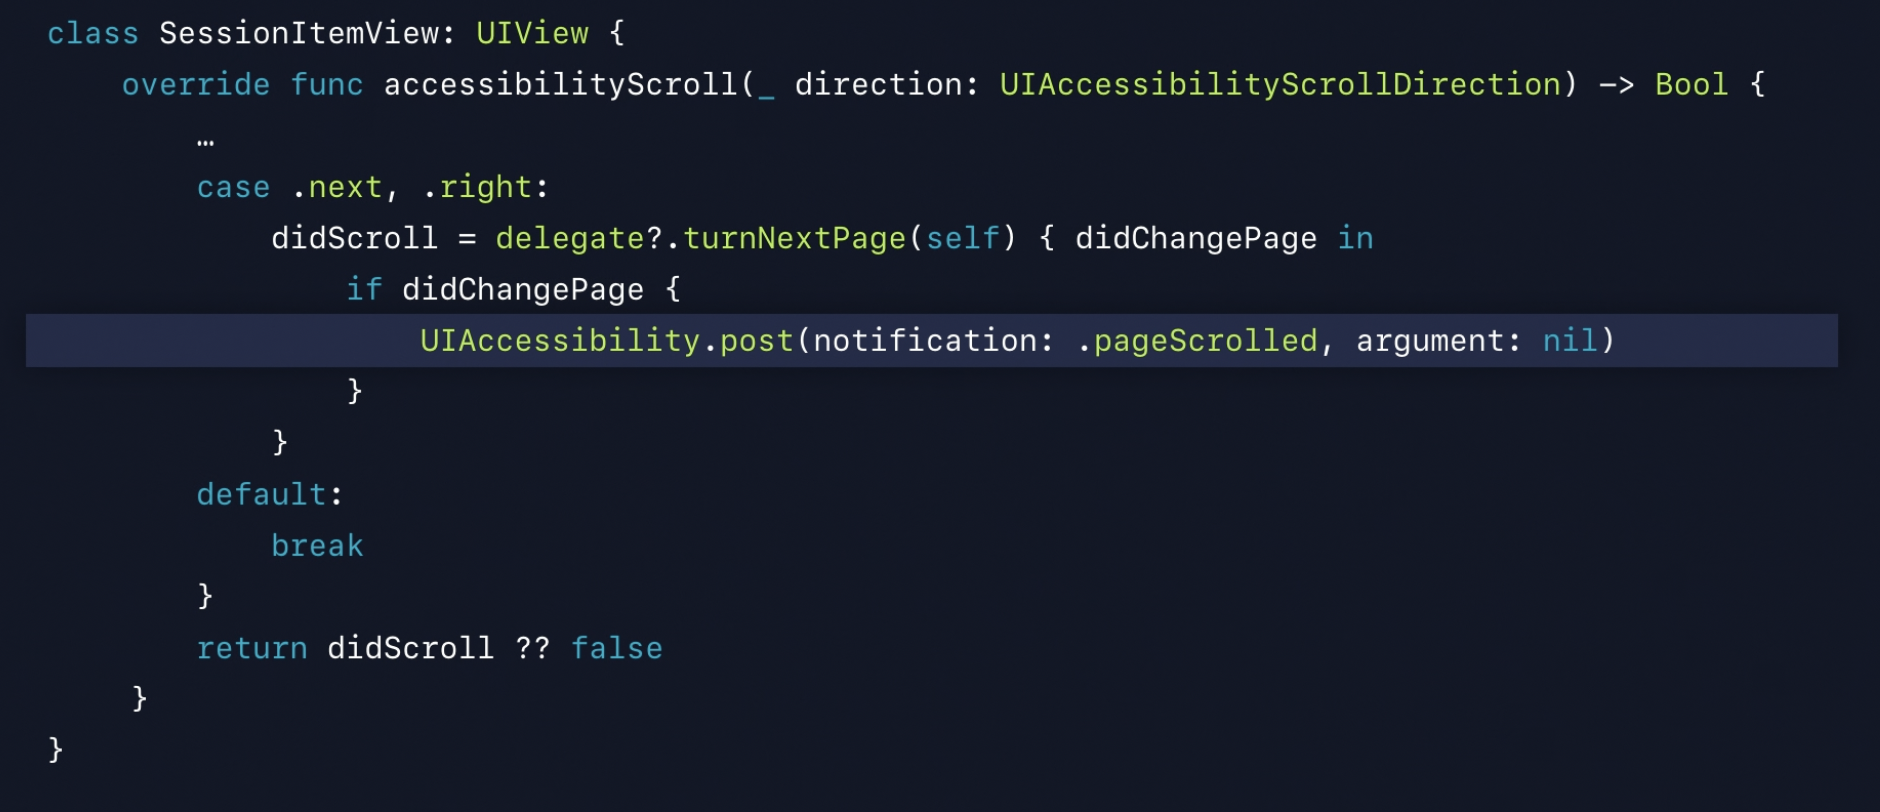 class SessionItemView: UIView {
override func accessibilityScroll(_ direction: UIAccessibilityScrollDirection) -> Bool {
…
case .next, .right:
didScroll = delegate?.turnNextPage(self) { didChangePage in
if didChangePage {
UIAccessibility.post(notification: .pageScrolled, argument: nil)
}
}
default:
break
}
return didScroll ?? false
}
}